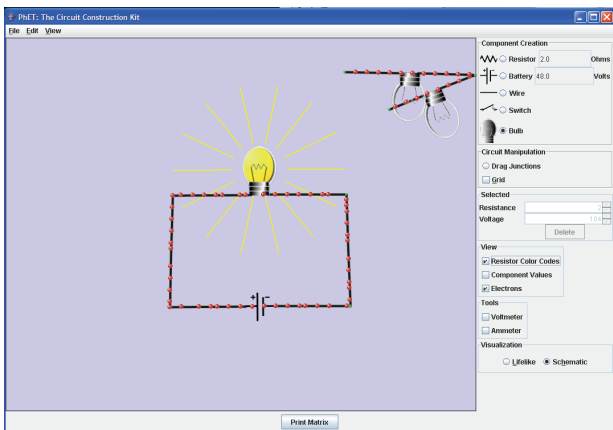 PhET: The Circuit Construction Kit
File Edit View
Component Creation
Resistor 2.0 Ohms
Battery 48.0 Volts
Wire
Switch
Bulb
Circuit Manipulation
Drag Junctions
Grid
Selected
Resistance 2
Voltage
Delete
View
Resistor Color Codes
Component Values
Electrons
Tools
Voltmeter
Ammeter
Visualization
Lifelike Schematic
+ -
Print Matrix